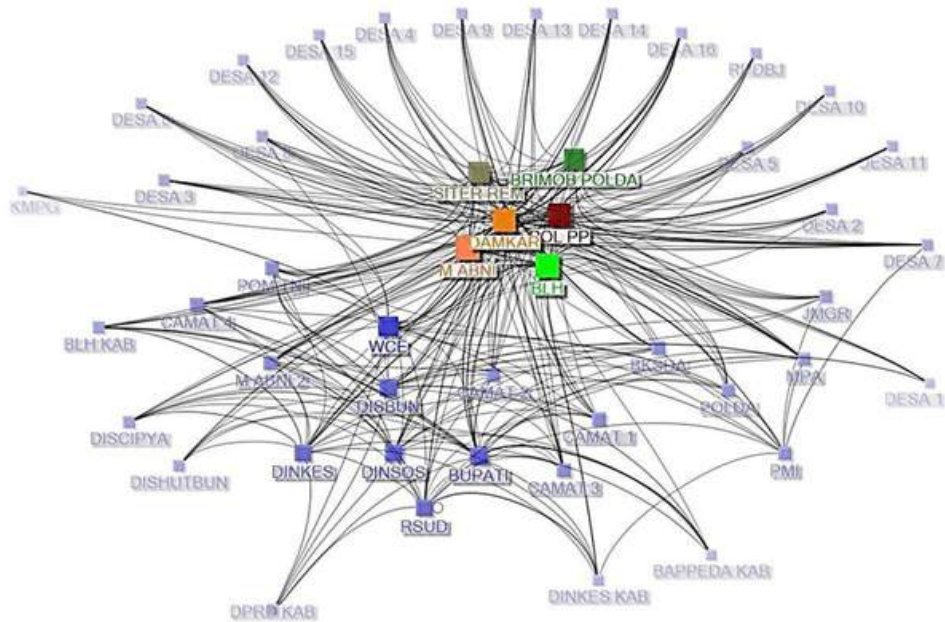 DESA 9
DESA 13
DESA 14
DESA 4
DESA 15
DESA 16
DESA 12
DESA 10
DESA 5
DESA 11
DESA 3
KMPG
SITER REM
BRIMOB POLDA
DESA 2
DAMKAR
POL PP
DESA 7
M ABNI
BLH
CAMAT 4
JMGR
BLH KAB
WCE
BKSDA
M ABNI 2
MPA
CAMAT 2
DESA 1
DISBUN
POLDA
DISCIPYA
CAMAT 1
DINKES
DINSOS
BUPATI
PMI
DISHUTBUN
CAMAT 3
RSUD
BAPPEDA KAB
DINKES KAB
DPRD KAB